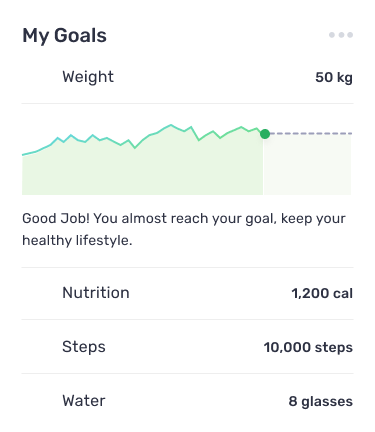 My Goals
Weight 50 kg
Good Job! You almost reach your goal, keep your
healthy lifestyle.
Nutrition 1,200 cal
Steps 10,000 steps
Water 8 glasses